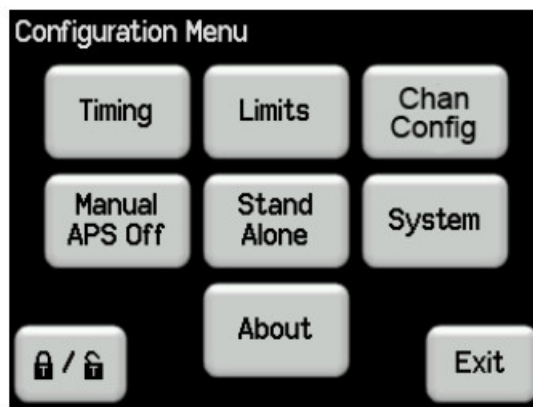 Configuration Menu
Timing
Limits
Chan
Config
Manual
APS Off
Stand
Alone
System
About
/
Exit